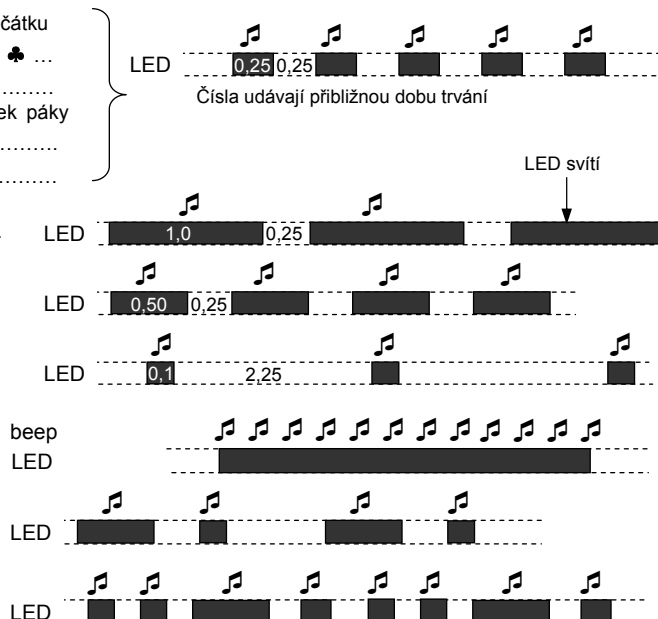 čátku
♣ …
LED 0,25 0,25
………
Čísla udávají přibližnou dobu trvání
ek páky
………
………
LED svítí
LED 1,0 0,25
LED 0,50 0,25
LED 0,1 2,25
beep
LED
LED
LED